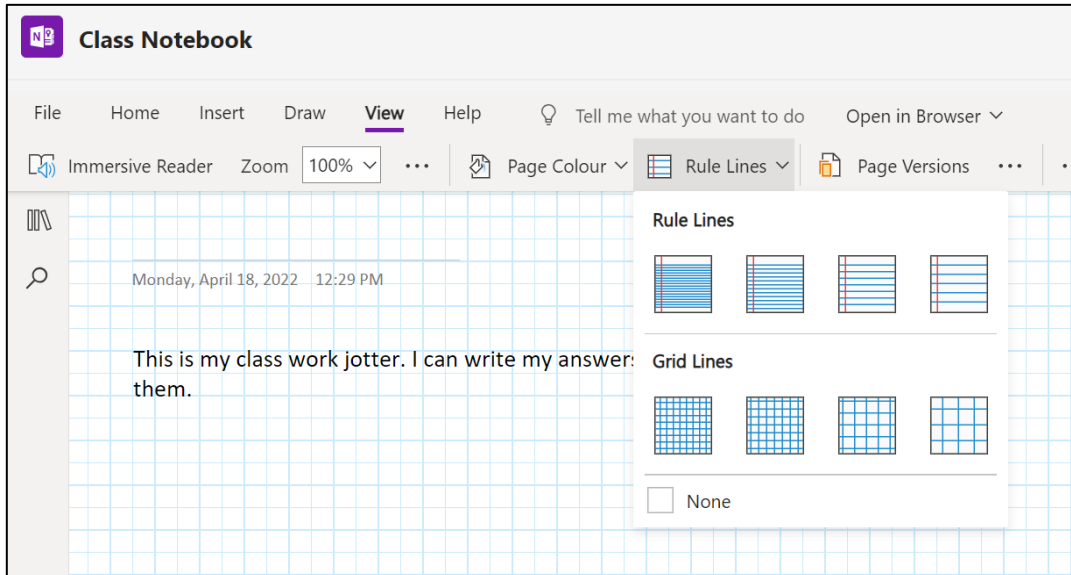 Class Notebook
File Home Insert Draw View Help Tell me what you want to do Open in Browser
Immersive Reader Zoom 100% ... Page Colour Rule Lines Page Versions ...
Rule Lines
Monday, April 18, 2022 12:29 PM
This is my class work jotter. I can write my answers
them.
Grid Lines
None